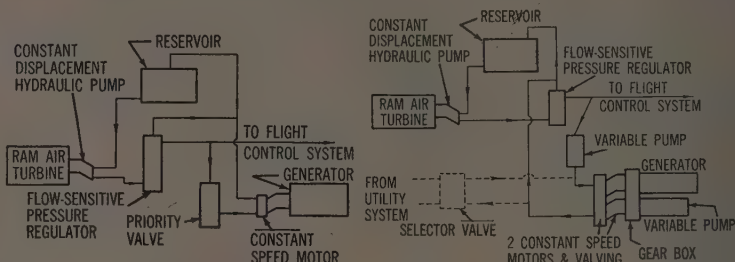 CONSTANT
DISPLACEMENT
HYDRAULIC PUMP
RESERVOIR
RAM AIR
TURBINE
TO FLIGHT
CONTROL SYSTEM
GENERATOR
FLOW-SENSITIVE
PRESSURE
REGULATOR
PRIORITY
VALVE
CONSTANT
SPEED MOTOR
CONSTANT
DISPLACEMENT
HYDRAULIC PUMP
RESERVOIR
FLOW-SENSITIVE
PRESSURE REGULATOR
RAM AIR
TURBINE
TO FLIGHT
CONTROL SYSTEM
VARIABLE PUMP
GENERATOR
FROM
UTILITY
SYSTEM
SELECTOR VALVE
VARIABLE PUMP
2 CONSTANT SPEED
MOTORS & VALVING
GEAR BOX